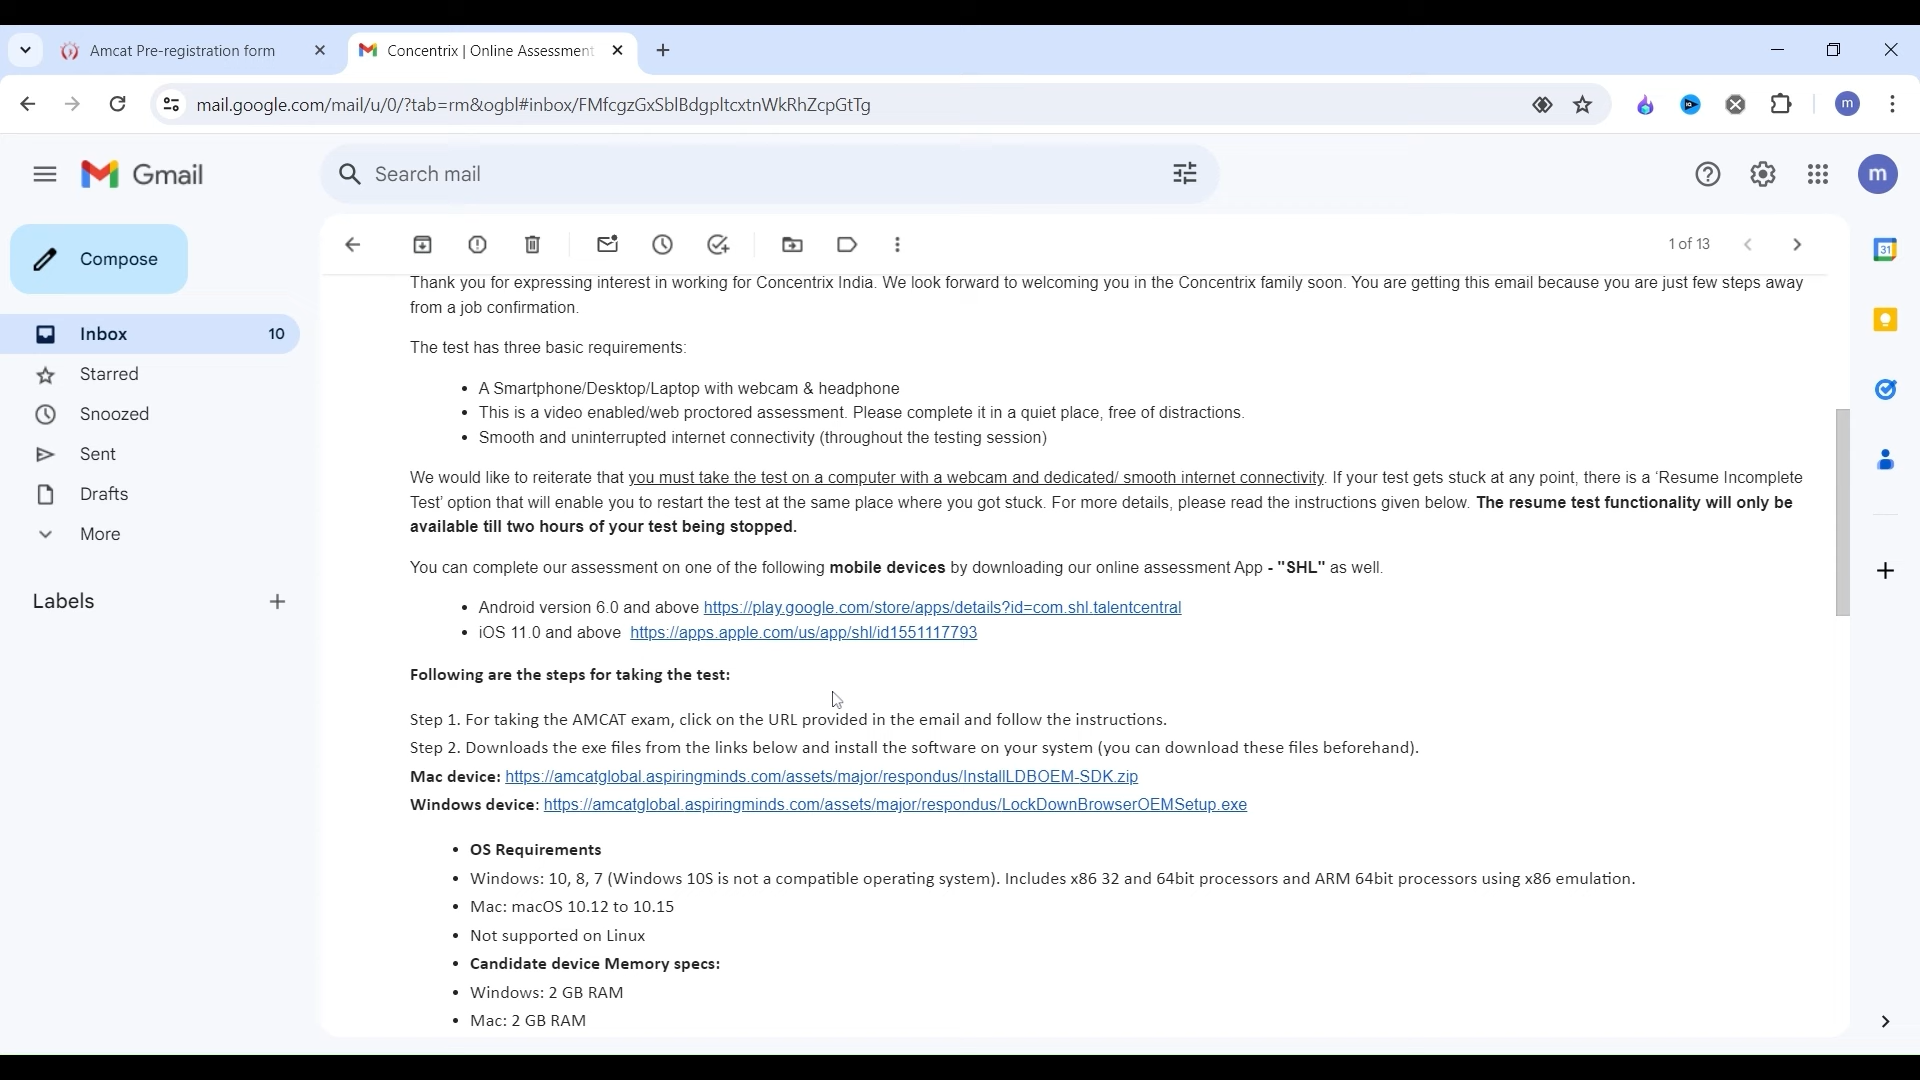 Amcat Pre-registration form
Concentrix | Online Assessment
mail.google.com/mail/u/0/?tab=rm&ogbl#inbox/FMfcgzGxSblBdgpltcxtnWkRhZcpGtTg
m
Gmail
Search mail
m
Compose
1 of 13
Inbox 10
Starred
Snoozed
Sent
Drafts
More
Labels
31
Thank you for expressing interest in working for Concentrix India. We look forward to welcoming you in the Concentrix family soon. You are getting this email because you are just few steps away
from a job confirmation.
The test has three basic requirements:
• A Smartphone/Desktop/Laptop with webcam & headphone
• This is a video enabled/web proctored assessment. Please complete it in a quiet place, free of distractions.
• Smooth and uninterrupted internet connectivity (throughout the testing session)
We would like to reiterate that you must take the test on a computer with a webcam and dedicated/ smooth internet connectivity. If your test gets stuck at any point, there is a ‘Resume Incomplete
Test’ option that will enable you to restart the test at the same place where you got stuck. For more details, please read the instructions given below. The resume test functionality will only be
available till two hours of your test being stopped.
You can complete our assessment on one of the following mobile devices by downloading our online assessment App - "SHL" as well.
• Android version 6.0 and above https://play.google.com/store/apps/details?id=com.shl.talentcentral
• iOS 11.0 and above https://apps.apple.com/us/app/shl/id1551117793
Following are the steps for taking the test:
Step 1. For taking the AMCAT exam, click on the URL provided in the email and follow the instructions.
Step 2. Downloads the exe files from the links below and install the software on your system (you can download these files beforehand).
Mac device: https://amcatglobal.aspiringminds.com/assets/major/respondus/InstallLDBOEM-SDK.zip
Windows device: https://amcatglobal.aspiringminds.com/assets/major/respondus/LockDownBrowserOEMSetup.exe
• OS Requirements
• Windows: 10, 8, 7 (Windows 10S is not a compatible operating system). Includes x86 32 and 64bit processors and ARM 64bit processors using x86 emulation.
• Mac: macOS 10.12 to 10.15
• Not supported on Linux
• Candidate device Memory specs:
• Windows: 2 GB RAM
• Mac: 2 GB RAM